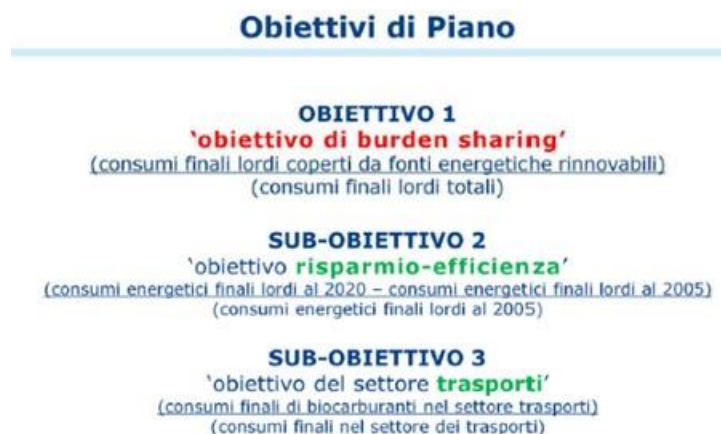 Obiettivi di Piano
OBIETTIVO 1
‘obiettivo di burden sharing’
(consumi finali lordi coperti da fonti energetiche rinnovabili)
(consumi finali lordi totali)
SUB-OBIETTIVO 2
‘obiettivo risparmio-efficienza’
(consumi energetici finali lordi al 2020 – consumi energetici finali lordi al 2005)
(consumi energetici finali lordi al 2005)
SUB-OBIETTIVO 3
‘obiettivo del settore trasporti’
(consumi finali di biocarburanti nel settore trasporti)
(consumi finali nel settore dei trasporti)